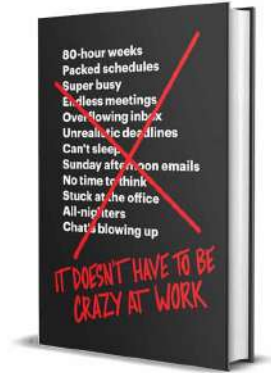 80-hour weeks
Packed schedules
Super busy
Endless meetings
Overflowing inbox
Unrealistic deadlines
Can't sleep
Sunday afternoon emails
No time to think
Stuck at the office
All-nighters
Chat's blowing up
IT DOESN'T HAVE TO BE
CRAZY AT WORK